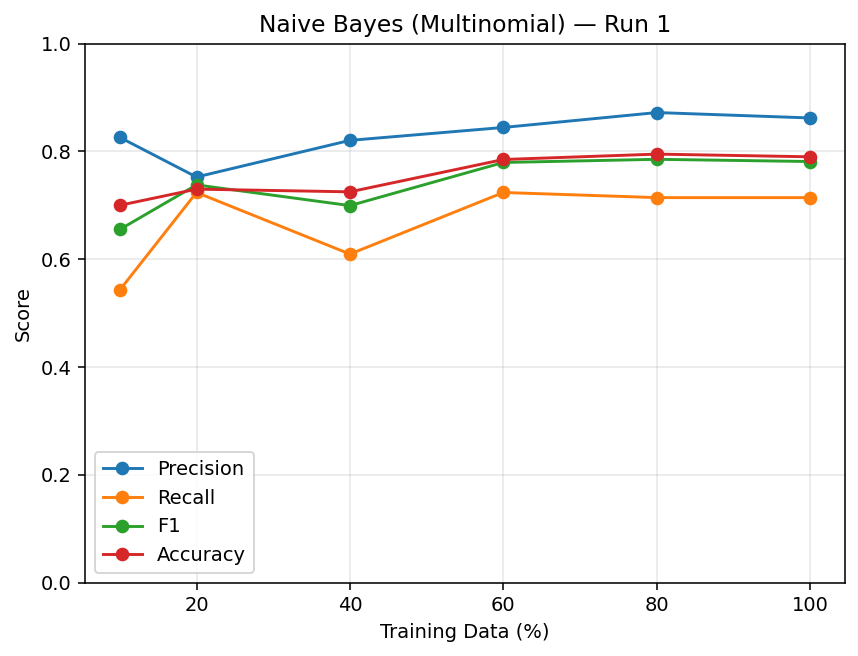 Naive Bayes (Multinomial) — Run 1
1.0
0.8
0.6
0.4
0.2
0.0
Score
Precision
Recall
F1
Accuracy
20 40 60 80 100
Training Data (%)